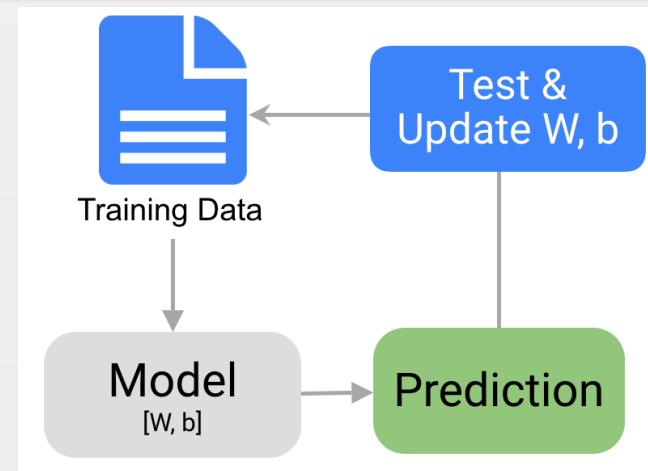 Test &
Update W, b
Training Data
Model
[W, b]
Prediction